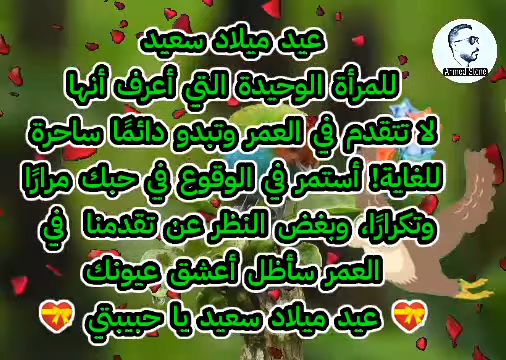 عيد ميلاد سعيد
للمرأة الوحيدة التي أعرف أنها
لا تتقدم في العمر وتبدو دائمًا ساحرة
للغاية! أستمر في الوقوع في حبك مرارًا
وتكرارًا، وبغض النظر عن تقدمنا في
العمر سأظل أعشق عيونك
💝 عيد ميلاد سعيد يا حبيبتي 💝
Ahmed Stone